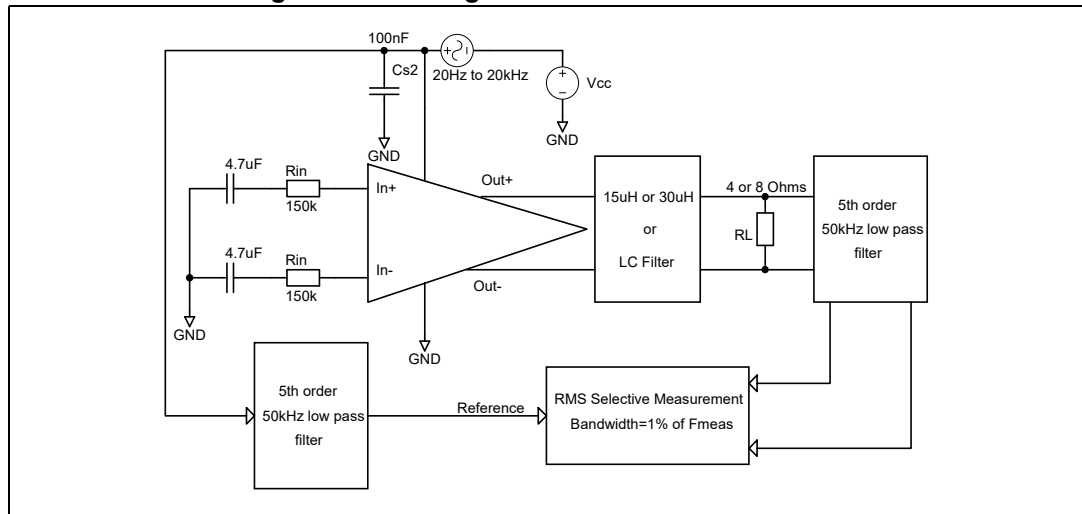 100nF
Cs2
20Hz to 20kHz
+
-
+
−
Vcc
GND
GND
4.7uF
Rin
150k
In+
Out+
15uH or 30uH
or
LC Filter
4 or 8 Ohms
RL
5th order
50kHz low pass
filter
4.7uF
Rin
150k
In-
Out-
GND
GND
5th order
50kHz low pass
filter
Reference
RMS Selective Measurement
Bandwidth=1% of Fmeas